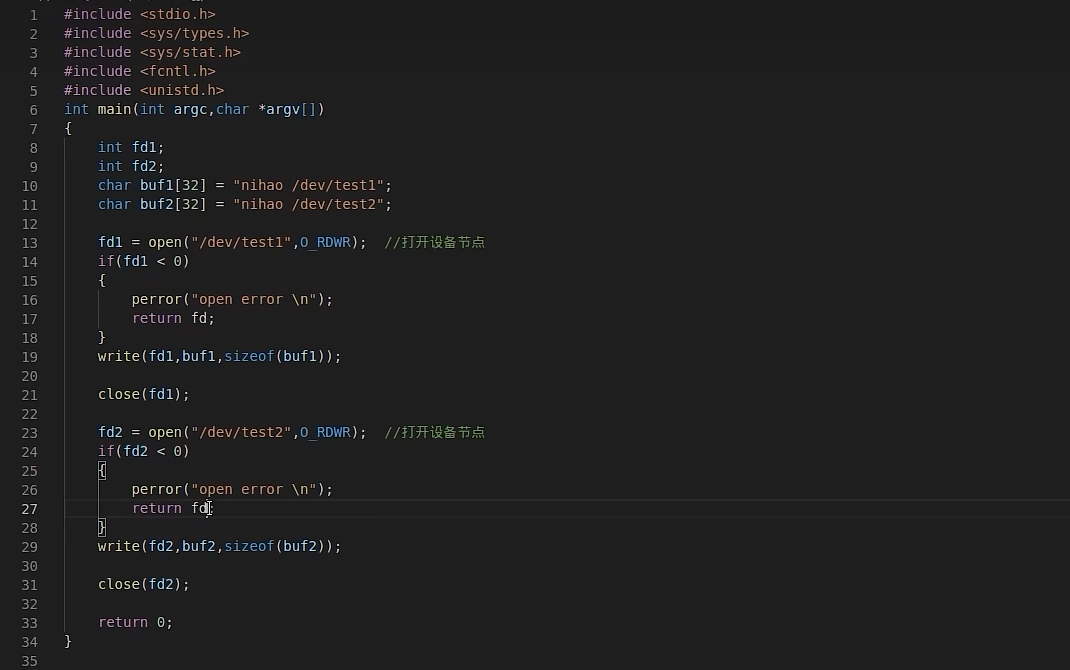 1 #include <stdio.h>
2 #include <sys/types.h>
3 #include <sys/stat.h>
4 #include <fcntl.h>
5 #include <unistd.h>
6 int main(int argc,char *argv[])
7 {
8 int fd1;
9 int fd2;
10 char buf1[32] = "nihao /dev/test1";
11 char buf2[32] = "nihao /dev/test2";
12
13 fd1 = open("/dev/test1",O_RDWR); //打开设备节点
14 if(fd1 < 0)
15 {
16 perror("open error \n");
17 return fd;
18 }
19 write(fd1,buf1,sizeof(buf1));
20
21 close(fd1);
22
23 fd2 = open("/dev/test2",O_RDWR); //打开设备节点
24 if(fd2 < 0)
25 {
26 perror("open error \n");
27 return fd;
28 }
29 write(fd2,buf2,sizeof(buf2));
30
31 close(fd2);
32
33 return 0;
34 }
35